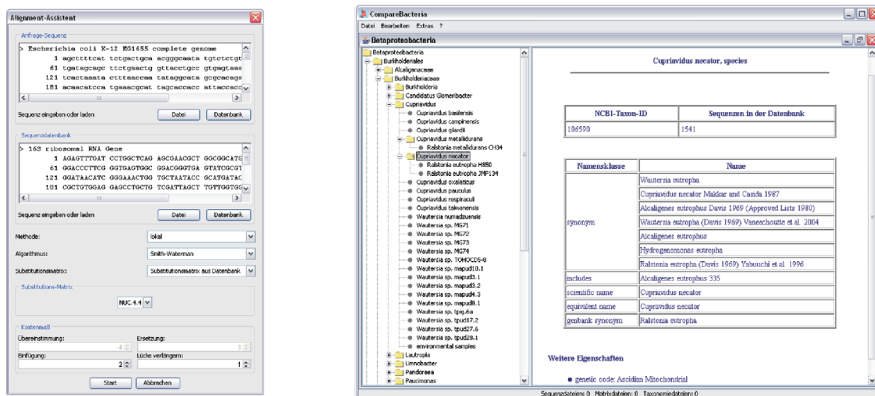 Alignment-Assistent
Anfrage-Sequenz
> Escherichia coli K-12 EG1655 complete genome
1 agcttttcat tctgactgca acgggcaata tgtctctgt
61 tgatagcagc ttctgaactg gttacctgcc gtgagtaaa
121 tcactaaata ctttaaccaa tataggcata gcgcacaga
181 acaacatcca tgaaacgcat tagcaccacc attaccacc
Sequenz eingeben oder laden Datei Datenbank
Sequenzdatenbank
> 16S ribosomal RNA Gene
1 AGAGTTTGAT CCTGGCTCAG AGCGAACGCT GGCGGCATG
61 GGACCCTTCG GGTGAGTGGC GGACGGGTGA GTATCGCGT
121 GGATAACATC GGGAAACTGG TGCTAATACC GCATGATAC
181 CGCTGTGGAG GAGCCTGCTG TCGATTAGCT TGTTGGTGG
Sequenz eingeben oder laden Datei Datenbank
Methode: lokal
Algorithmus: Smith-Waterman
Substitutionsmatrix: Substitutionsmatrix aus Datenbank
Substitutions-Matrix
NUC.4.4
Kostenmaß
Übereinstimmung: Ersetzung:
-4 3
Einfügung: Lücke verlängern:
2 1
Start Abbrechen
CompareBacteria
Datei Bearbeiten Extras ?
Betaproteobacteria
Betaproteobacteria
Burkholderiales
Alcaligenaceae
Burkholderiaceae
Burkholderia
Candidatus Glomeribacter
Cupriavidus
Cupriavidus basilensis
Cupriavidus campinensis
Cupriavidus gilardii
Cupriavidus metallidurans
Ralstonia metallidurans CH34
Cupriavidus necator
Ralstonia eutropha H850
Ralstonia eutropha JMP134
Cupriavidus oxalaticus
Cupriavidus pauculus
Cupriavidus respiraculi
Cupriavidus taiwanensis
Wautersia numadzuensis
Wautersia sp. MG71
Wautersia sp. MG72
Wautersia sp. MG73
Wautersia sp. MG74
Wautersia sp. TOHOCDS-8
Wautersia sp. mapud10.1
Wautersia sp. mapud3.1
Wautersia sp. mapud3.2
Wautersia sp. mapud4.3
Wautersia sp. mapud8.1
Wautersia sp. tpig.6a
Wautersia sp. tpud17.2
Wautersia sp. tpud27.6
Wautersia sp. tpud28.1
environmental samples
Lautropia
Limnobacter
Pandoraea
Paucimonas
Cupriavidus necator, species
NCBI-Taxon-ID Sequenzen in der Datenbank
106590 1541
Namensklasse Name
synonym
Wautersia eutropha
Cupriavidus necator Makkar and Casida 1987
Alcaligenes eutrophus Davis 1969 (Approved Lists 1980)
Wautersia eutropha (Davis 1969) Vaneechoutte et al. 2004
Alcaligenes eutrophus
Hydrogenomonas eutropha
Ralstonia eutropha (Davis 1969) Yabuuchi et al. 1996
includes Alcaligenes eutrophus 335
scientific name Cupriavidus necator
equivalent name Cupriavidus necator
genbank synonym Ralstonia eutropha
Weitere Eigenschaften
genetic code: Ascidian Mitochondrial
Sequenzdateien: 0 Matrixdateien: 0 Taxonomiedateien: 0